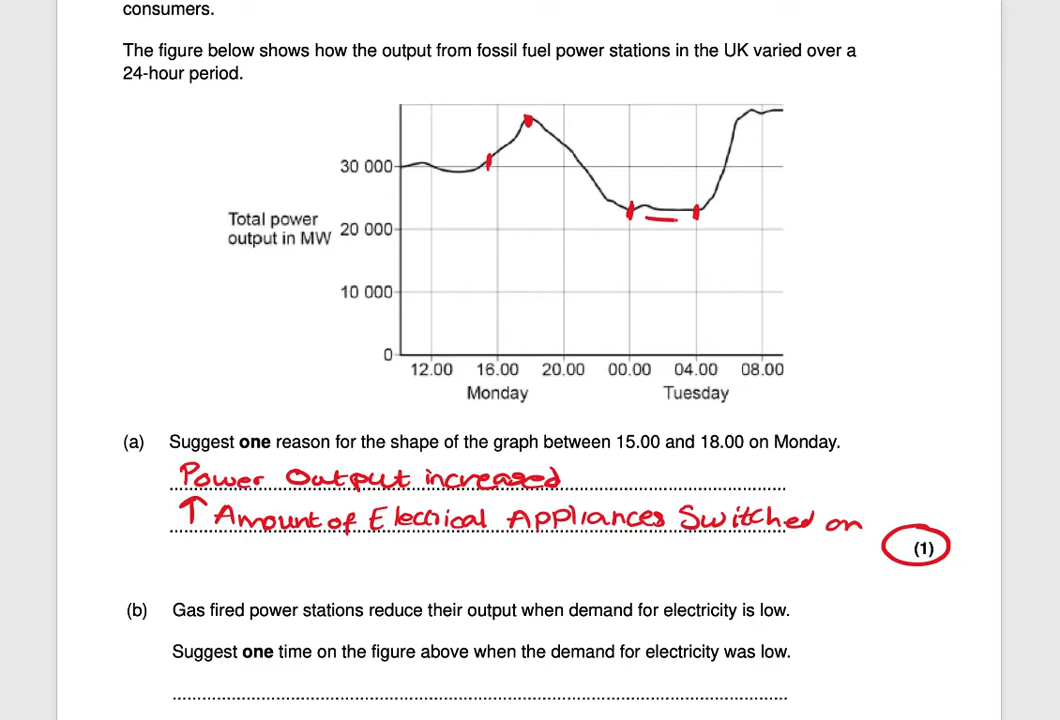 consumers.
The figure below shows how the output from fossil fuel power stations in the UK varied over a
24-hour period.
30 000
Total power
output in MW
20 000
10 000
0
12.00 16.00 20.00 00.00 04.00 08.00
Monday Tuesday
(a) Suggest one reason for the shape of the graph between 15.00 and 18.00 on Monday.
Power Output increased
↑ Amount of Elecrical Appliances Switched on
(1)
(b) Gas fired power stations reduce their output when demand for electricity is low.
Suggest one time on the figure above when the demand for electricity was low.